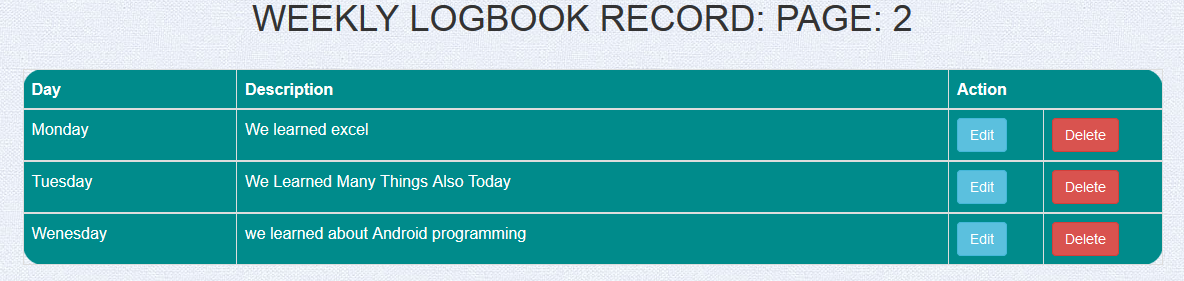 WEEKLY LOGBOOK RECORD: PAGE: 2
Day Description Action
Monday We learned excel Edit Delete
Tuesday We Learned Many Things Also Today Edit Delete
Wenesday we learned about Android programming Edit Delete